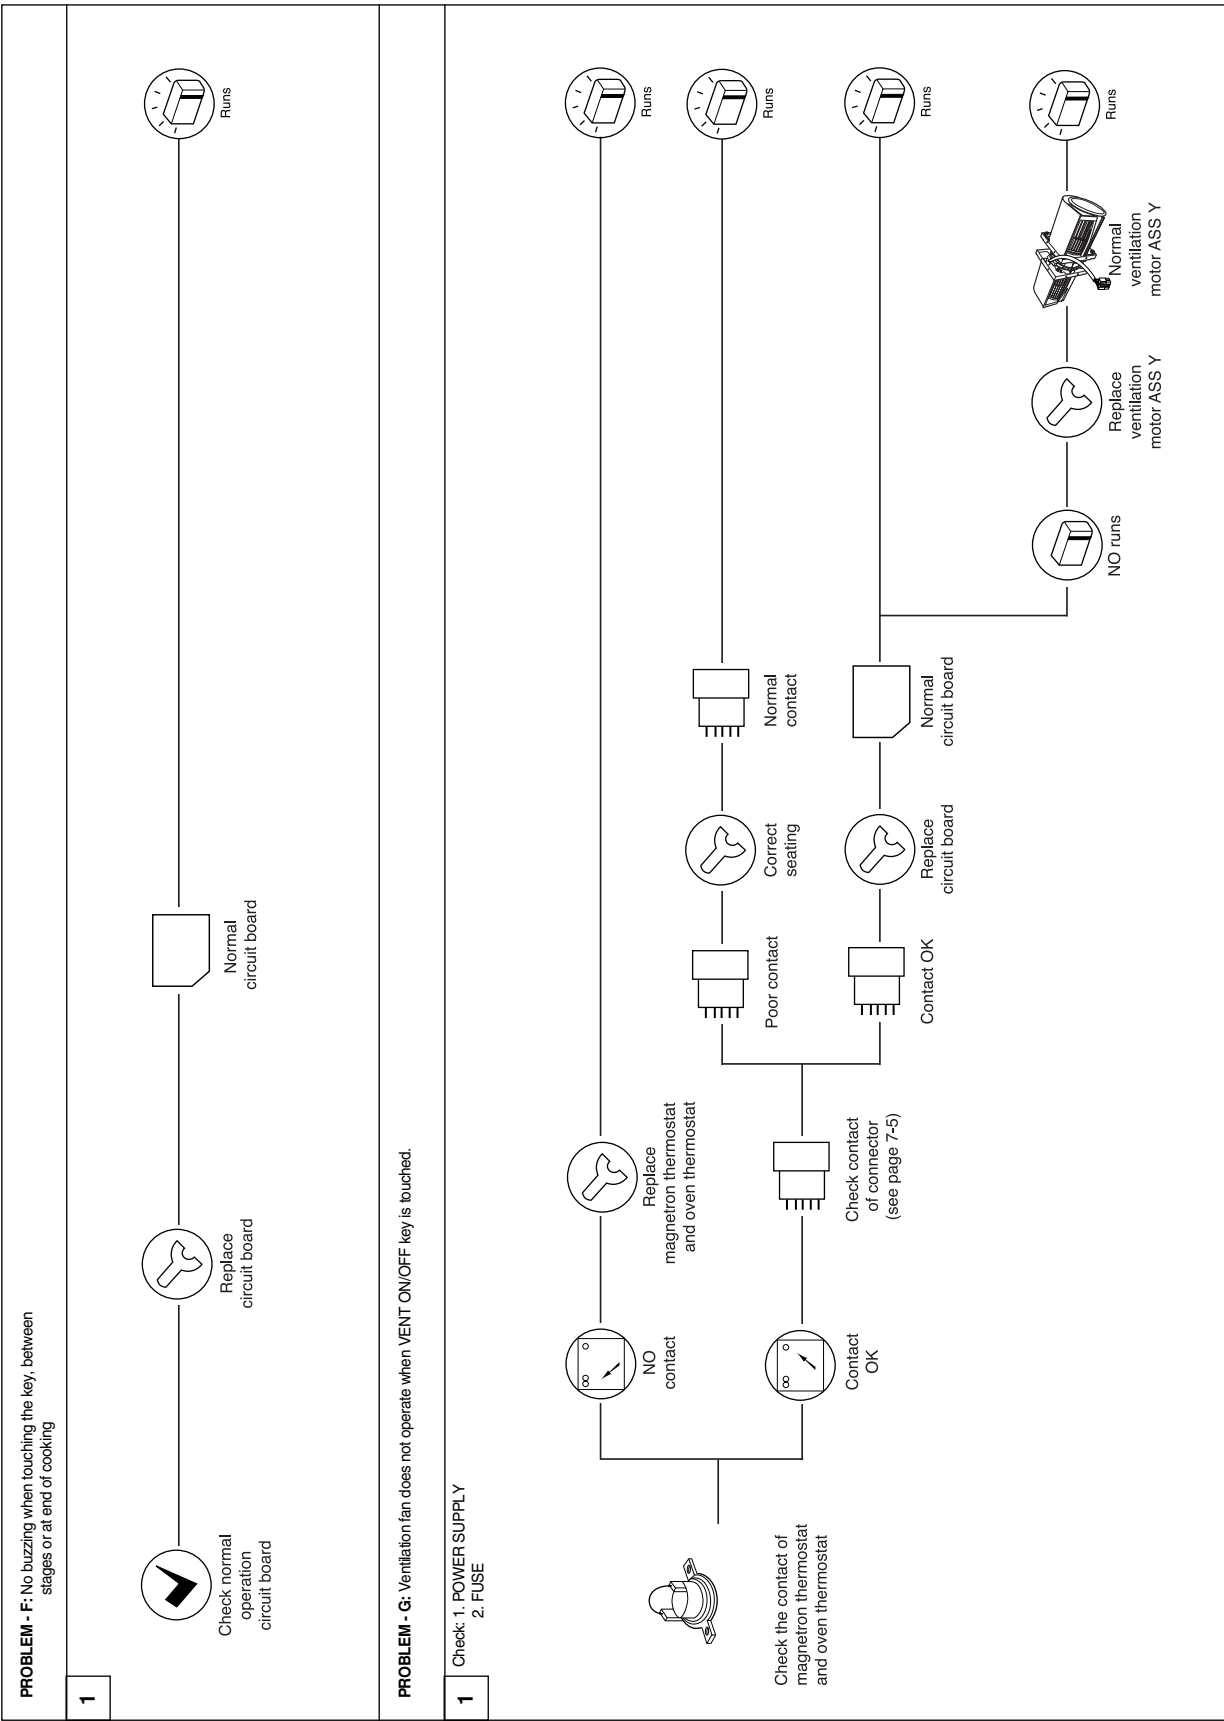 PROBLEM - F: No buzzing when touching the key, between
stages or at end of cooking
1
Check normal
operation
circuit board
Replace
circuit board
Normal
circuit board
Runs
PROBLEM - G: Ventilation fan does not operate when VENT ON/OFF key is touched.
1
Check: 1. POWER SUPPLY
2. FUSE
Check the contact of
magnetron thermostat
and oven thermostat
NO
contact
Replace
magnetron thermostat
and oven thermostat
Runs
Contact
OK
Check contact
of connector
(see page 7-5)
Poor contact
Correct
seating
Normal
contact
Runs
Contact OK
Replace
circuit board
Normal
circuit board
Runs
NO runs
Replace
ventilation
motor ASS Y
Normal
ventilation
motor ASS Y
Runs